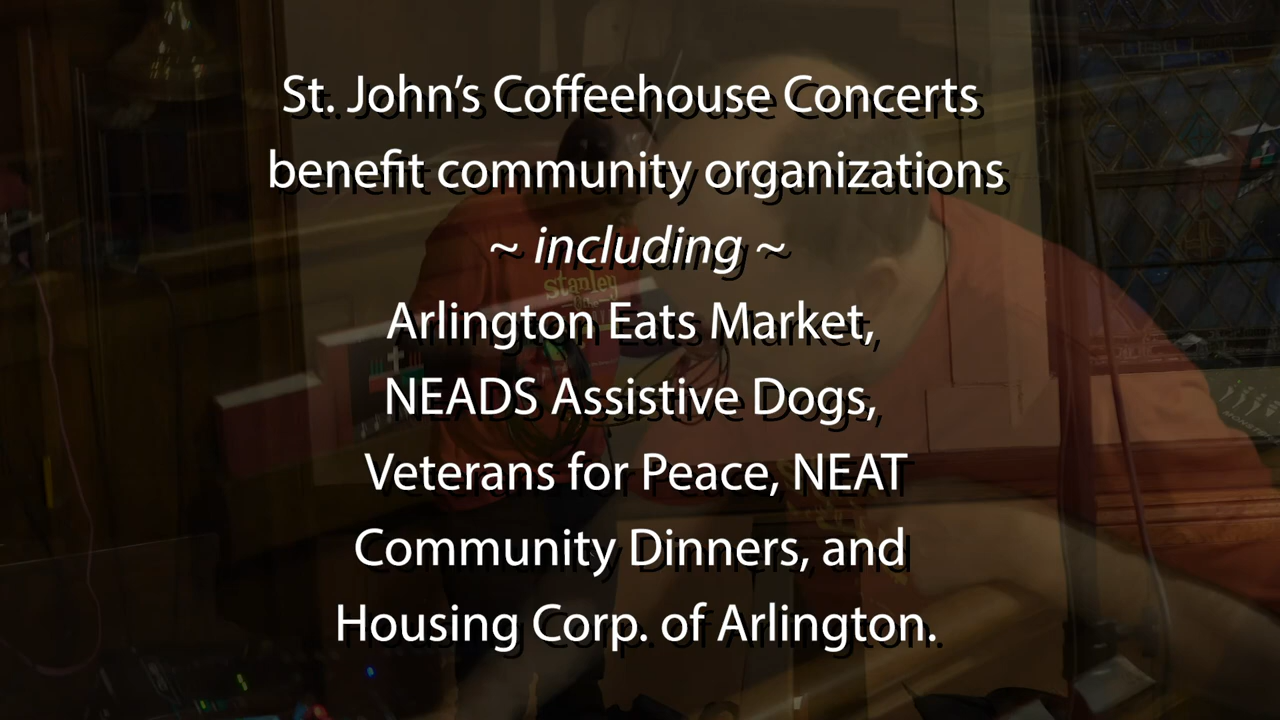 St. John’s Coffeehouse Concerts
benefit community organizations
~ including ~
Stanley
Arlington Eats Market,
NEADS Assistive Dogs,
Veterans for Peace, NEAT
Community Dinners, and
Housing Corp. of Arlington.